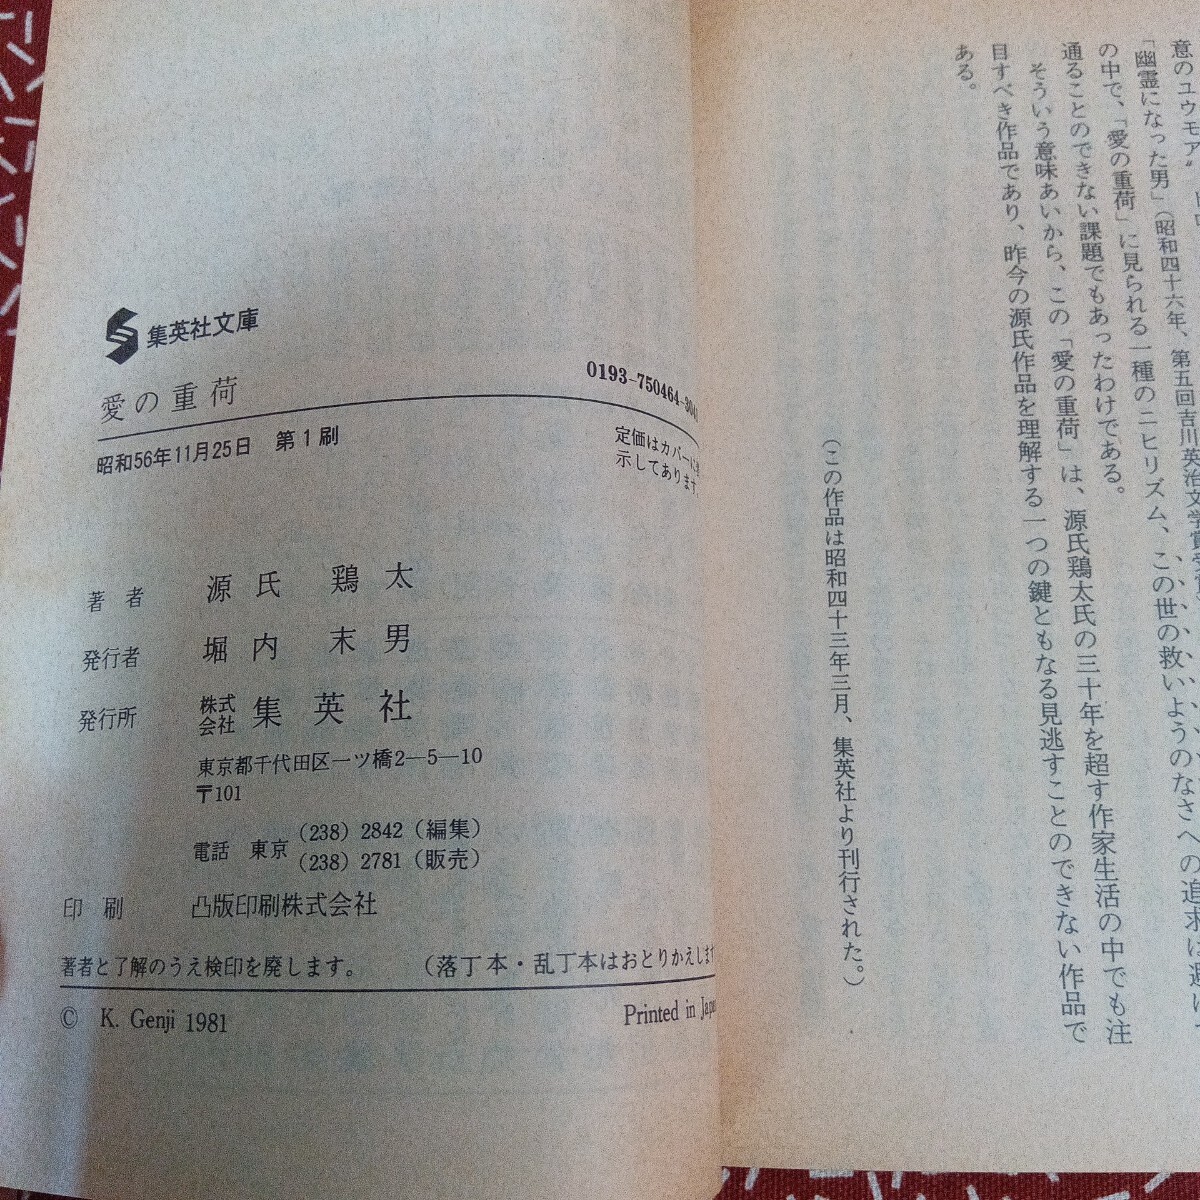 意のユウモア〟
「幽霊になった男」(昭和四十六年、第五回吉川英治文学賞受賞)
の中で、「愛の重荷」に見られる一種のニヒリズム、この世の救いようのなさへの追求は避け
通ることのできない課題でもあったわけである。
そういう意味あいから、この「愛の重荷」は、源氏鶏太氏の三十年を超す作家生活の中でも注
目すべき作品であり、昨今の源氏作品を理解する一つの鍵ともなる見逃すことのできない作品で
ある。
(この作品は昭和四十三年三月、集英社より刊行された。)
集英社文庫
愛の重荷
0193-750464-3041
昭和56年11月25日 第1刷
定価はカバーに
示してあります。
著者 源氏 鶏太
発行者 堀内 末男
発行所 株式会社 集英社
東京都千代田区一ツ橋2—5—10
〒101
電話 東京 (238) 2842 (編集)
(238) 2781 (販売)
印刷 凸版印刷株式会社
著者と了解のうえ検印を廃します。 (落丁本・乱丁本はおとりかえします
© K. Genji 1981
Printed in Japan